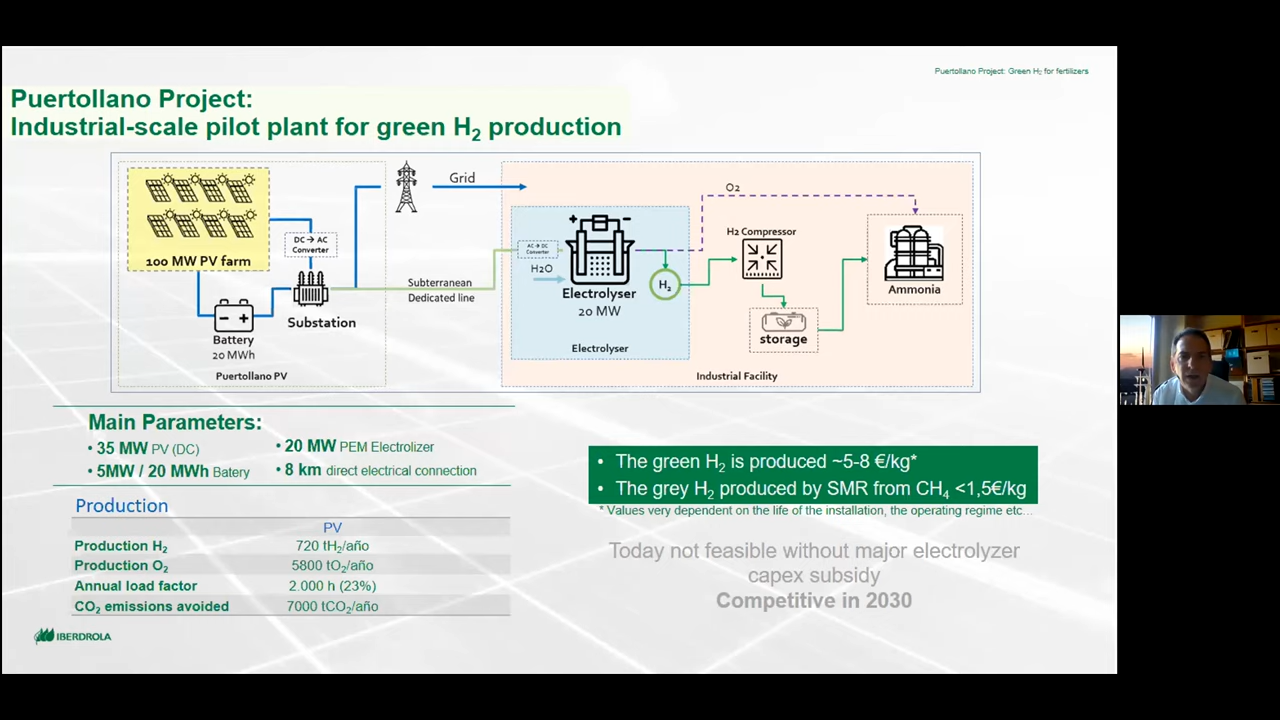 Puertollano Project: Green H₂ for fertilizers
Puertollano Project:
Industrial-scale pilot plant for green H₂ production
100 MW PV farm
DC → AC
Converter
Battery
20 MWh
Substation
Puertollano PV
Grid
Subterranean
Dedicated line
AC → DC
Converter
H2O
Electrolyser
20 MW
Electrolyser
H₂
O2
H2 Compressor
storage
Ammonia
Industrial Facility
Main Parameters:
• 35 MW PV (DC)
• 5MW / 20 MWh Batery
• 20 MW PEM Electrolizer
• 8 km direct electrical connection
Production
PV
Production H₂ 720 tH₂/año
Production O₂ 5800 tO₂/año
Annual load factor 2.000 h (23%)
CO₂ emissions avoided 7000 tCO₂/año
IBERDROLA
• The green H₂ is produced ~5-8 €/kg*
• The grey H₂ produced by SMR from CH₄ <1,5€/kg
* Values very dependent on the life of the installation, the operating regime etc...
Today not feasible without major electrolyzer
capex subsidy
Competitive in 2030